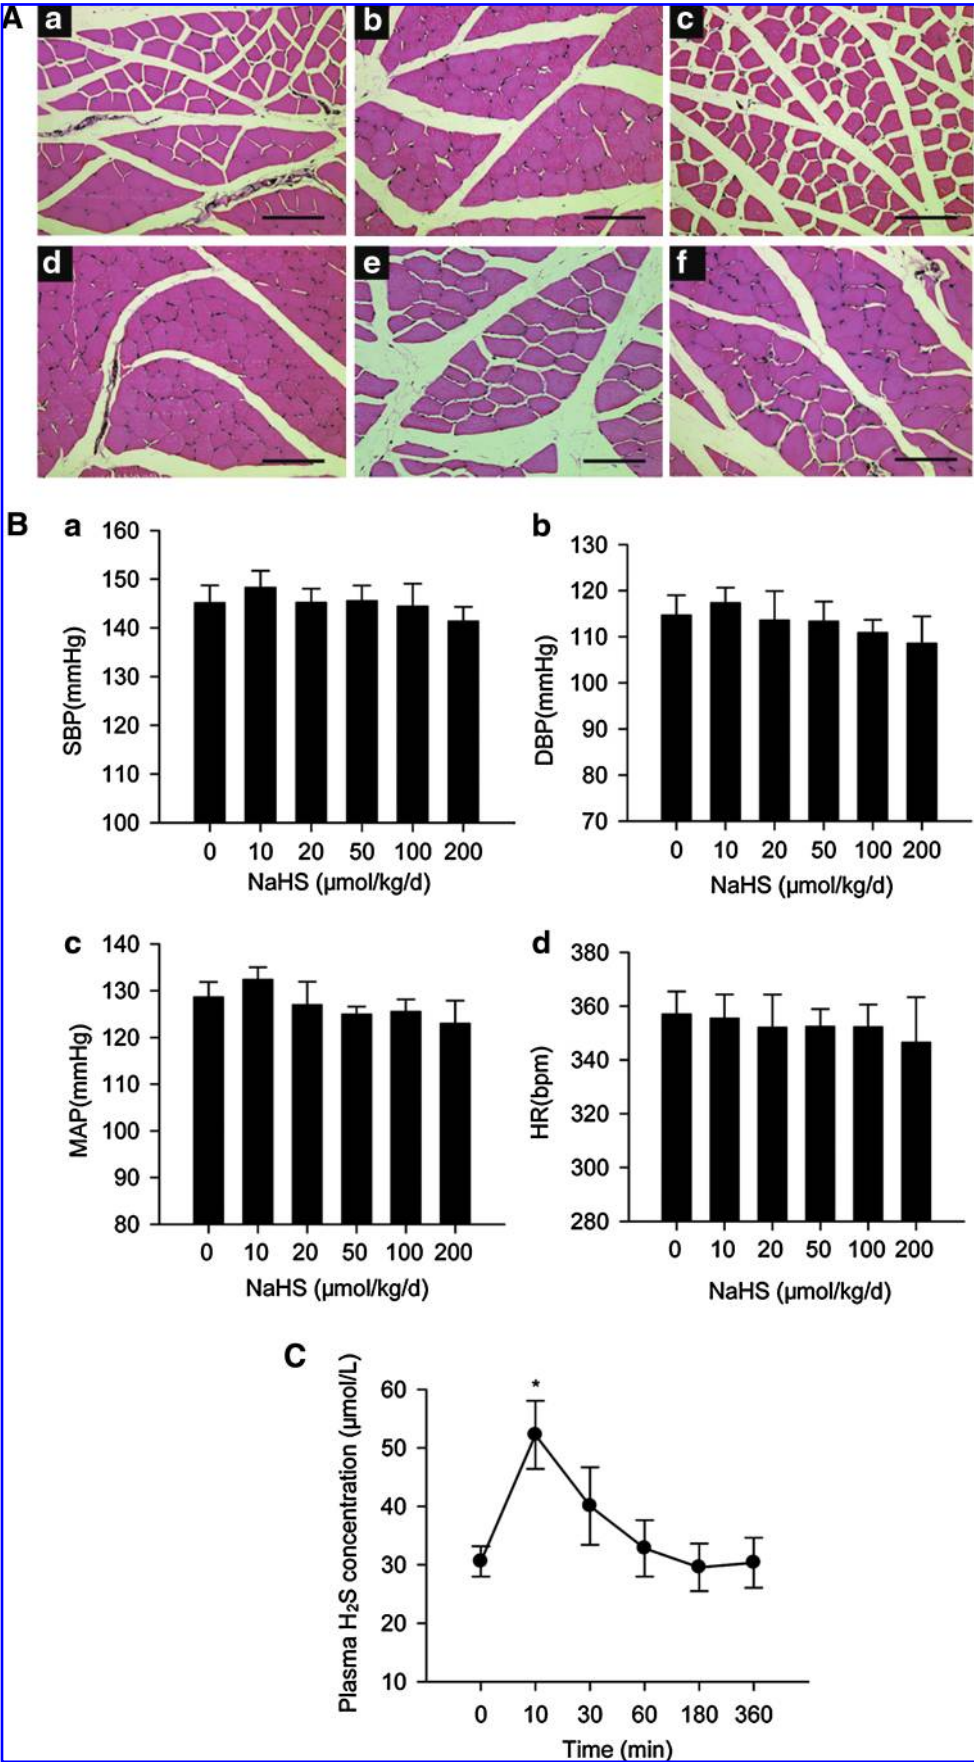 A
a
b
c
d
e
f
B
a
160
150
140
130
120
110
100
SBP(mmHg)
0 10 20 50 100 200
NaHS (µmol/kg/d)
b
130
120
110
100
90
80
70
DBP(mmHg)
0 10 20 50 100 200
NaHS (µmol/kg/d)
c
140
130
120
110
100
90
80
MAP(mmHg)
0 10 20 50 100 200
NaHS (µmol/kg/d)
d
380
360
340
320
300
280
HR(bpm)
0 10 20 50 100 200
NaHS (µmol/kg/d)
C
Plasma H₂S concentration (µmol/L)
60
50
40
30
20
10
*
0 10 30 60 180 360
Time (min)